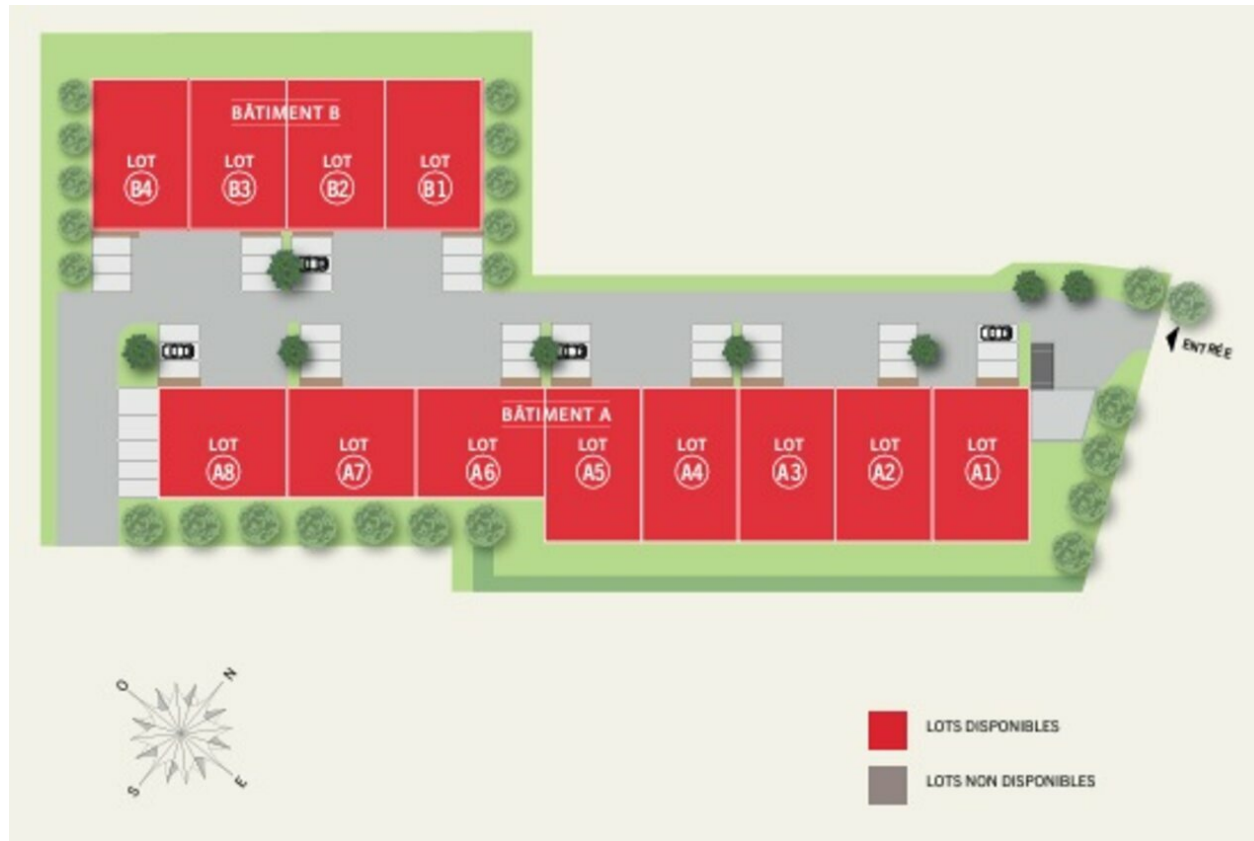 BÂTIMENT B
LOT
B4
LOT
B3
LOT
B2
LOT
B1
ENTRÉE
BÂTIMENT A
LOT
A8
LOT
A7
LOT
A6
LOT
A5
LOT
A4
LOT
A3
LOT
A2
LOT
A1
O
N
S
E
LOTS DISPONIBLES
LOTS NON DISPONIBLES